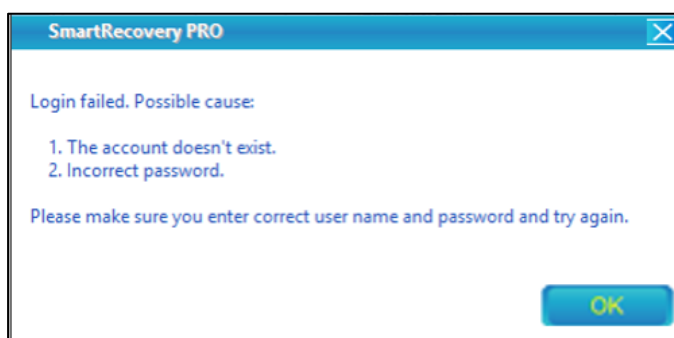 SmartRecovery PRO
Login failed. Possible cause:
1. The account doesn't exist.
2. Incorrect password.
Please make sure you enter correct user name and password and try again.
OK